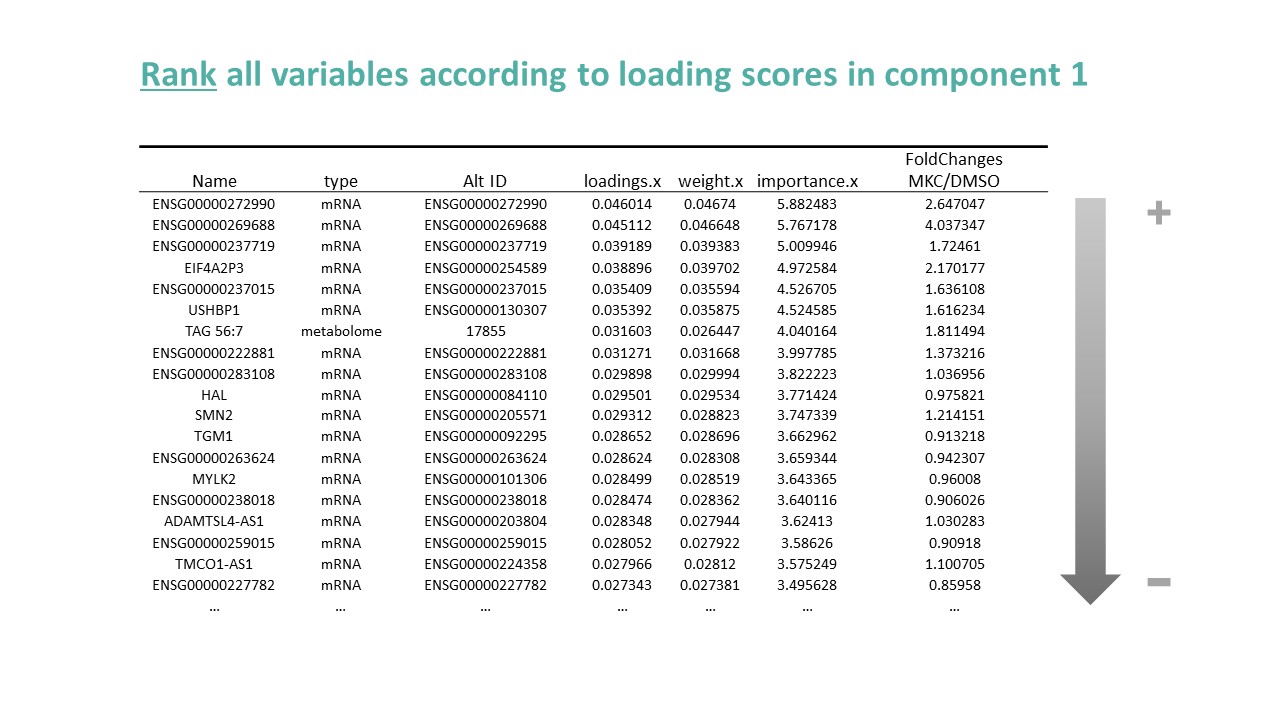 Rank all variables according to loading scores in component 1
FoldChanges
Name type Alt ID loadings.x weight.x importance.x MKC/DMSO
ENSG00000272990 mRNA ENSG00000272990 0.046014 0.04674 5.882483 2.647047
ENSG00000269688 mRNA ENSG00000269688 0.045112 0.046648 5.767178 4.037347
ENSG00000237719 mRNA ENSG00000237719 0.039189 0.039383 5.009946 1.72461
EIF4A2P3 mRNA ENSG00000254589 0.038896 0.039702 4.972584 2.170177
ENSG00000237015 mRNA ENSG00000237015 0.035409 0.035594 4.526705 1.636108
USHBP1 mRNA ENSG00000130307 0.035392 0.035875 4.524585 1.616234
TAG 56:7 metabolome 17855 0.031603 0.026447 4.040164 1.811494
ENSG00000222881 mRNA ENSG00000222881 0.031271 0.031668 3.997785 1.373216
ENSG00000283108 mRNA ENSG00000283108 0.029898 0.029994 3.822223 1.036956
HAL mRNA ENSG00000084110 0.029501 0.029534 3.771424 0.975821
SMN2 mRNA ENSG00000205571 0.029312 0.028823 3.747339 1.214151
TGM1 mRNA ENSG00000092295 0.028652 0.028696 3.662962 0.913218
ENSG00000263624 mRNA ENSG00000263624 0.028624 0.028308 3.659344 0.942307
MYLK2 mRNA ENSG00000101306 0.028499 0.028519 3.643365 0.96008
ENSG00000238018 mRNA ENSG00000238018 0.028474 0.028362 3.640116 0.906026
ADAMTSL4-AS1 mRNA ENSG00000203804 0.028348 0.027944 3.62413 1.030283
ENSG00000259015 mRNA ENSG00000259015 0.028052 0.027922 3.58626 0.90918
TMCO1-AS1 mRNA ENSG00000224358 0.027966 0.02812 3.575249 1.100705
ENSG00000227782 mRNA ENSG00000227782 0.027343 0.027381 3.495628 0.85958
... ... ... ... ... ... ...
+
−